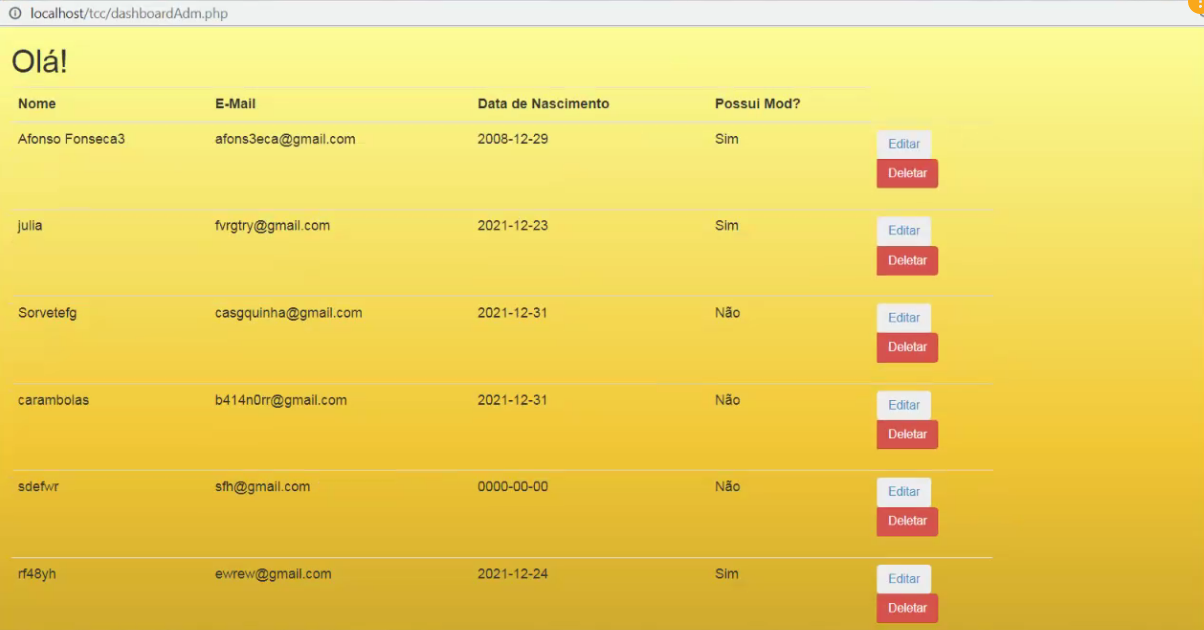 localhost/tcc/dashboardAdm.php
Olá!
Nome E-Mail Data de Nascimento Possui Mod?
Afonso Fonseca3 afons3eca@gmail.com 2008-12-29 Sim Editar
Deletar
julia fvrgtry@gmail.com 2021-12-23 Sim Editar
Deletar
Sorvetefg casgquinha@gmail.com 2021-12-31 Não Editar
Deletar
carambolas b414n0rr@gmail.com 2021-12-31 Não Editar
Deletar
sdefwr sfh@gmail.com 0000-00-00 Não Editar
Deletar
rf48yh ewrew@gmail.com 2021-12-24 Sim Editar
Deletar